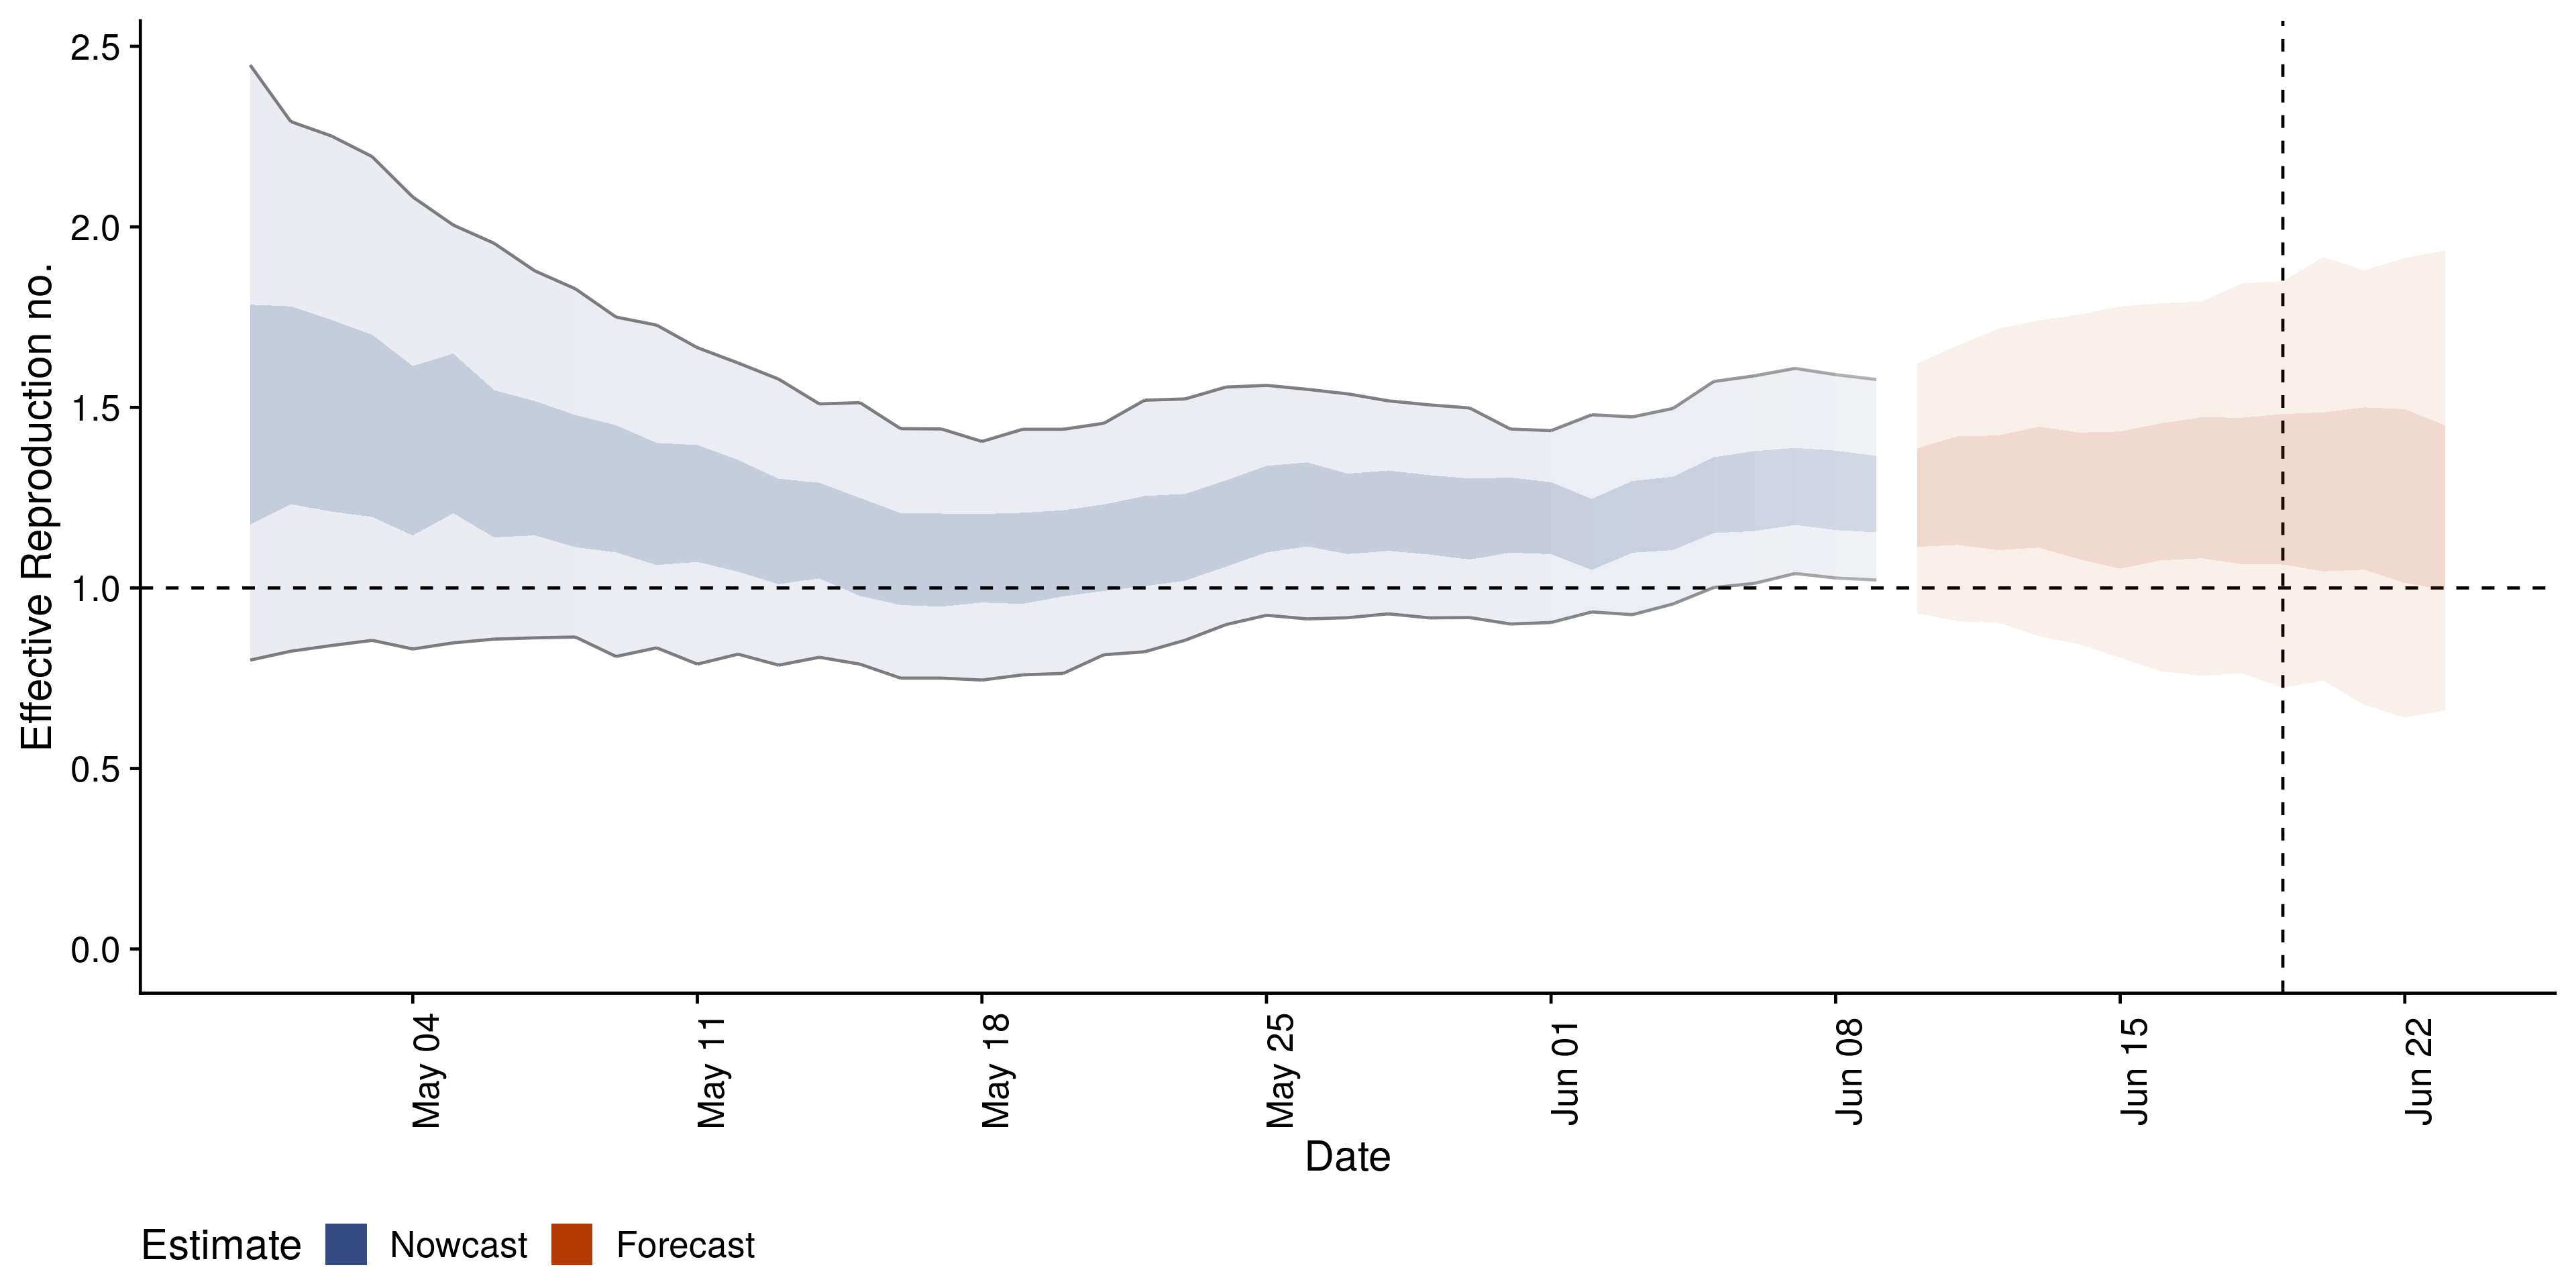 Effective Reproduction no.
2.5
2.0
1.5
1.0
0.5
0.0
May 04
May 11
May 18
May 25
Jun 01
Jun 08
Jun 15
Jun 22
Date
Estimate Nowcast Forecast